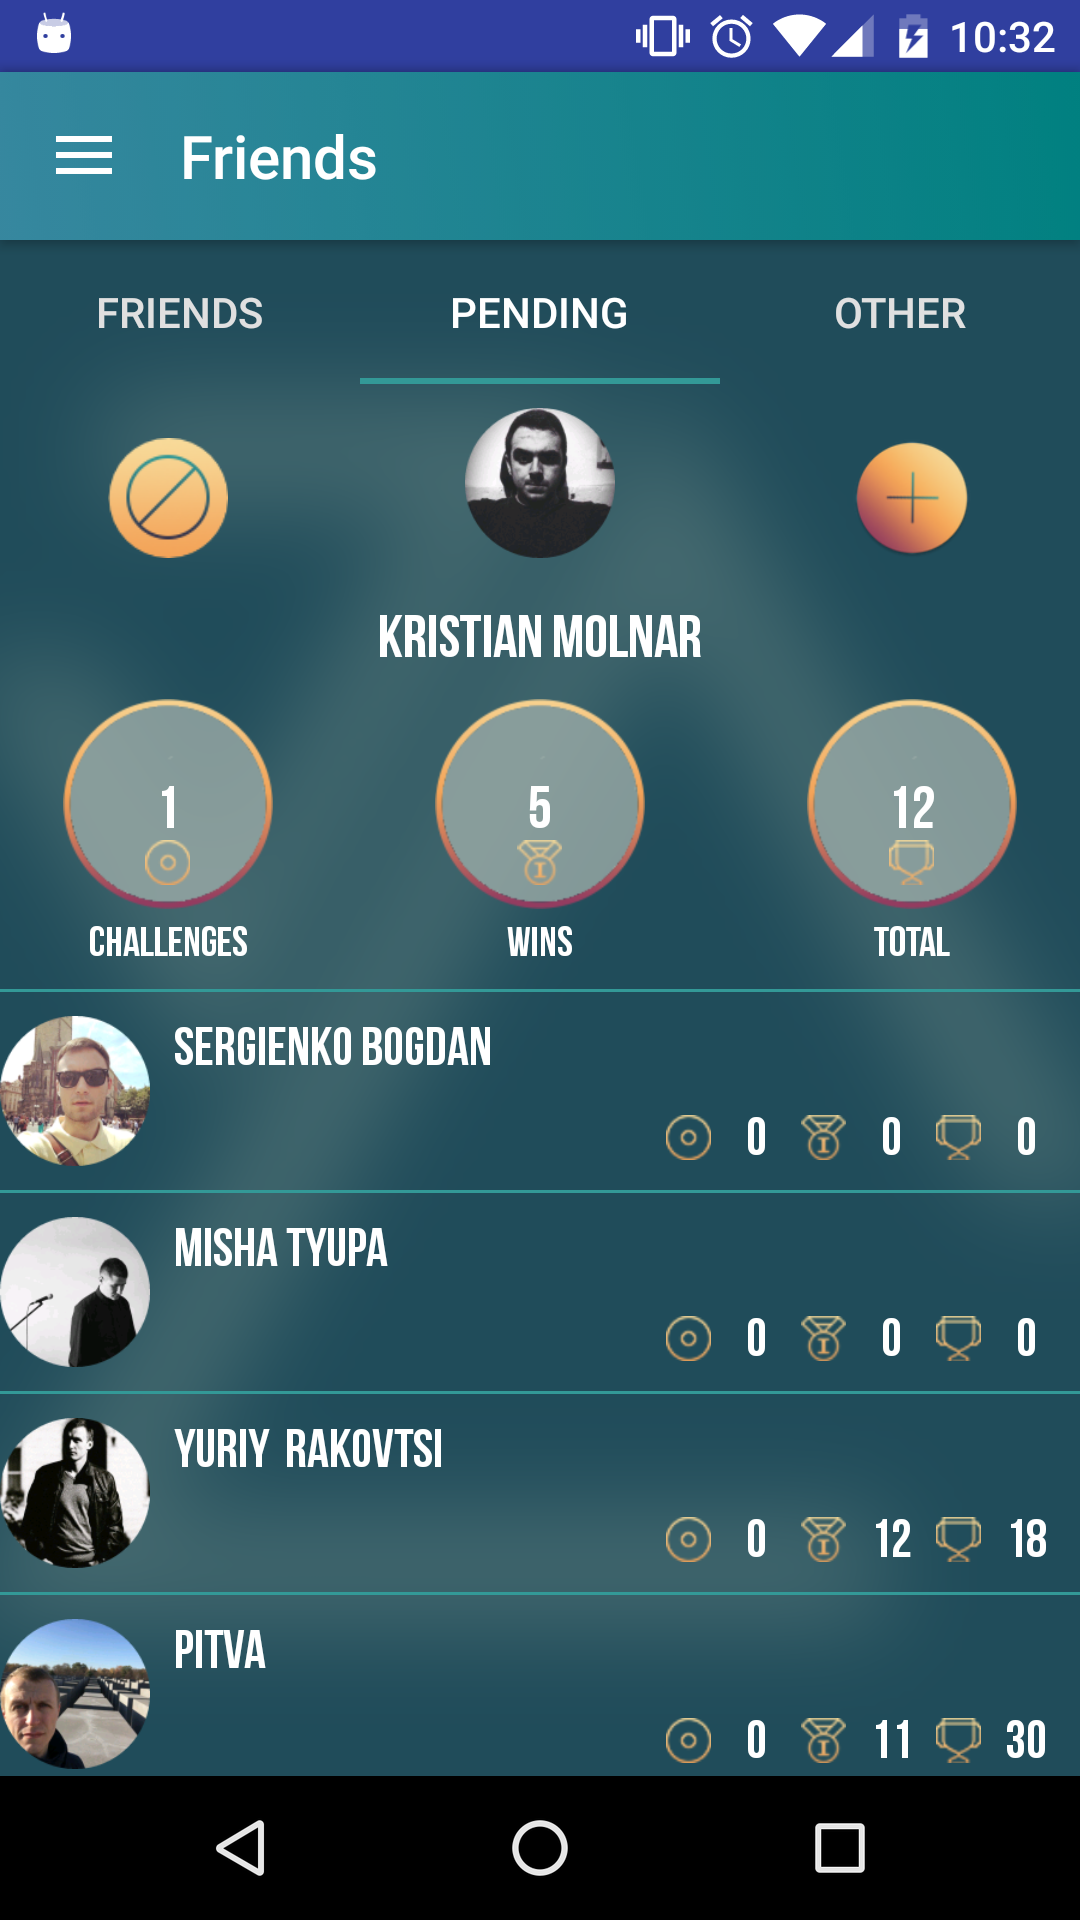 10:32
Friends
FRIENDS PENDING OTHER
KRISTIAN MOLNAR
1 5 12
CHALLENGES WINS TOTAL
SERGIENKO BOGDAN
0 0 0
MISHA TYUPA
0 0 0
YURIY RAKOVTSI
0 12 18
PITVA
0 11 30